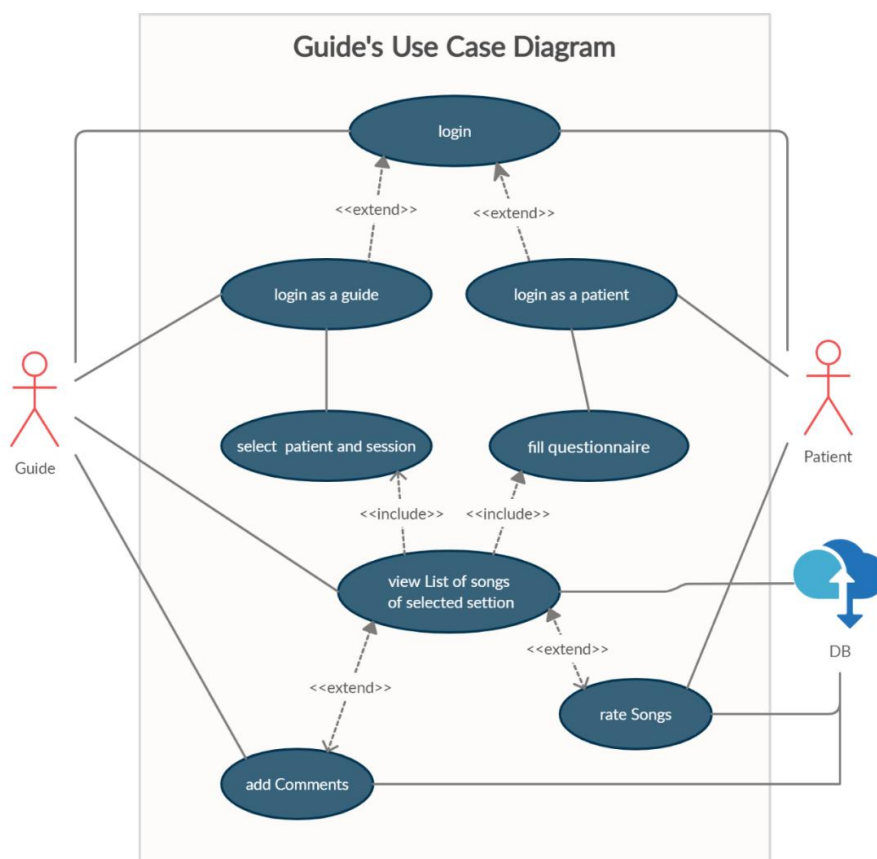 Guide's Use Case Diagram
login
<<extend>>
<<extend>>
login as a guide
login as a patient
select patient and session
fill questionnaire
Guide
Patient
<<include>>
<<include>>
view List of songs
of selected settion
DB
<<extend>>
<<extend>>
rate Songs
add Comments